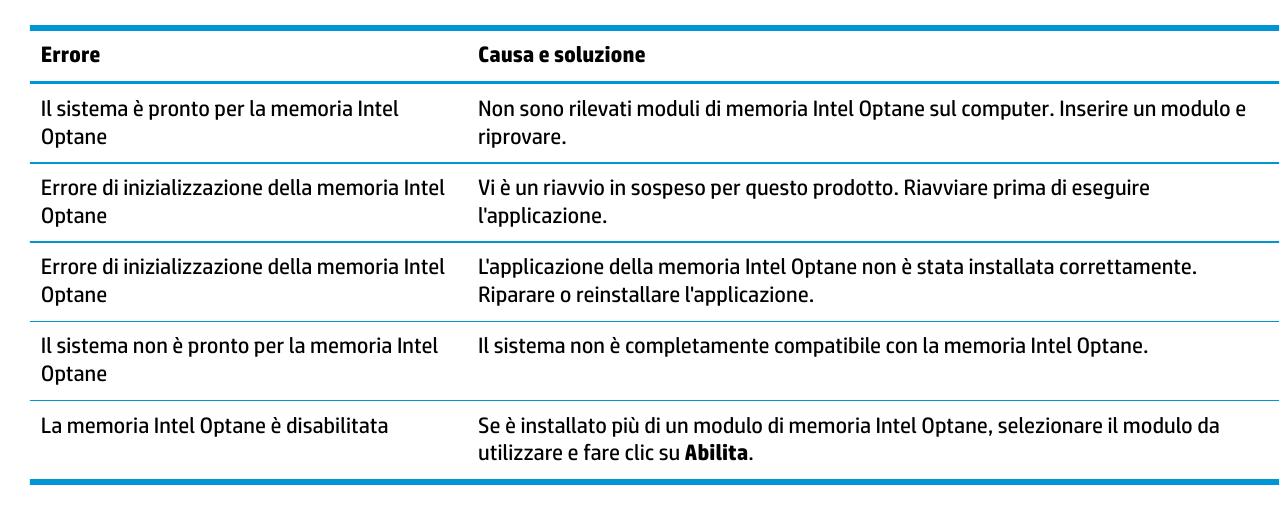 Errore
Causa e soluzione
Il sistema è pronto per la memoria Intel
Optane
Non sono rilevati moduli di memoria Intel Optane sul computer. Inserire un modulo e
riprovare.
Errore di inizializzazione della memoria Intel
Optane
Vi è un riavvio in sospeso per questo prodotto. Riavviare prima di eseguire
l'applicazione.
Errore di inizializzazione della memoria Intel
Optane
L'applicazione della memoria Intel Optane non è stata installata correttamente.
Riparare o reinstallare l'applicazione.
Il sistema non è pronto per la memoria Intel
Optane
Il sistema non è completamente compatibile con la memoria Intel Optane.
La memoria Intel Optane è disabilitata
Se è installato più di un modulo di memoria Intel Optane, selezionare il modulo da
utilizzare e fare clic su Abilita.